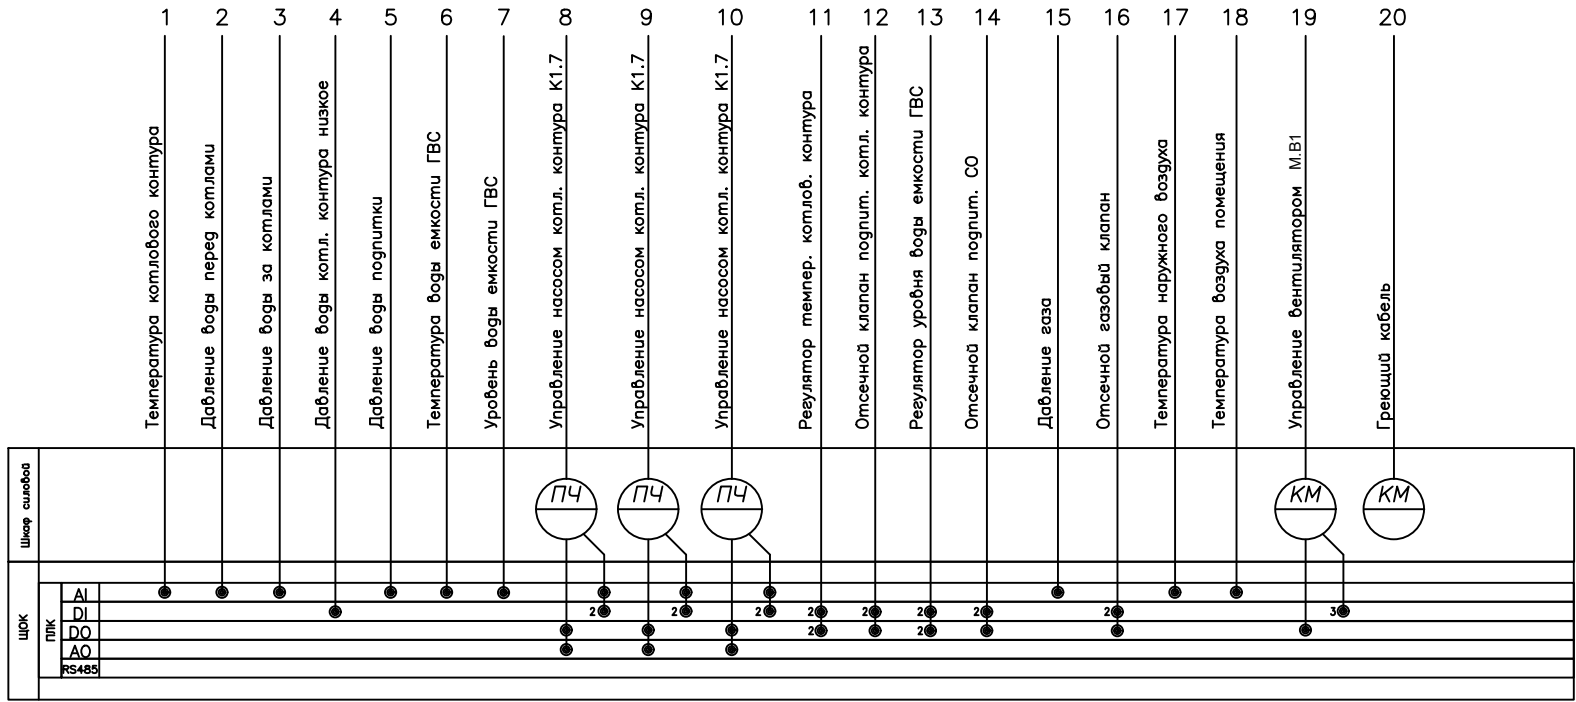 1 2 3 4 5 6 7 8 9 10 11 12 13 14 15 16 17 18 19 20
Температура котлового контура
Давление воды перед котлами
Давление воды за котлами
Давление воды котл. контура низкое
Давление воды подпитки
Температура воды емкости ГВС
Уровень воды емкости ГВС
Управление насосом котл. контура К1.7
Управление насосом котл. контура К1.7
Управление насосом котл. контура К1.7
Регулятор темпер. котлов. контура
Отсечной клапан подпит. котл. контура
Регулятор уровня воды емкости ГВС
Отсечной клапан подпит. СО
Давление газа
Отсечной газовый клапан
Температура наружного воздуха
Температура воздуха помещения
Управление вентилятором М.В1
Греющий кабель
Шкаф силовой
ПЧ ПЧ ПЧ КМ КМ
ЩОК
ПЛК
AI
DI 2 2 2 2 2 2 2 2 3
DO 2 2
AO
RS485